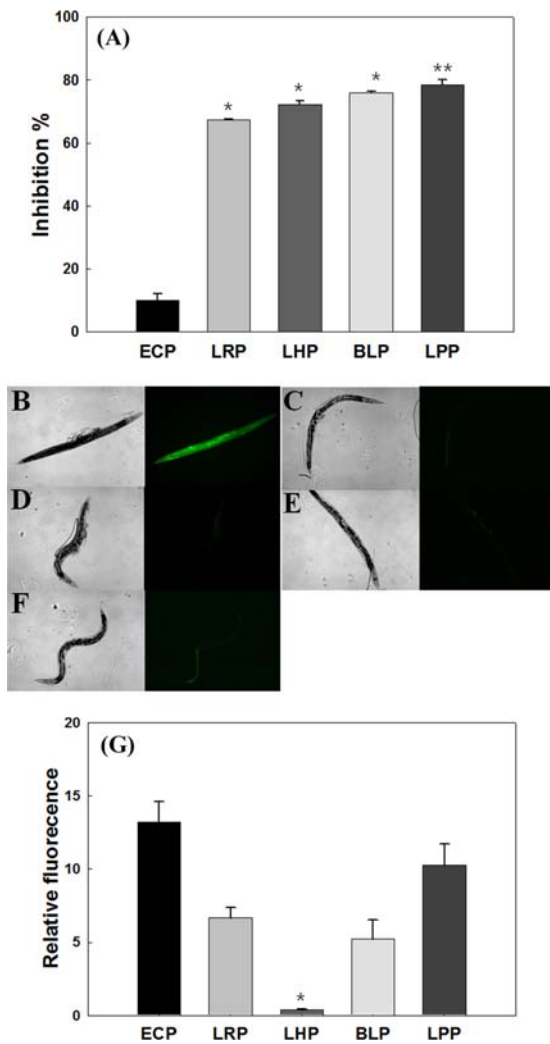 (A)
Inhibition %
100
80
60
40
20
0
* * * **
ECP LRP LHP BLP LPP
B C
D E
F
(G)
Relative fluorecence
20
15
10
5
0
*
ECP LRP LHP BLP LPP